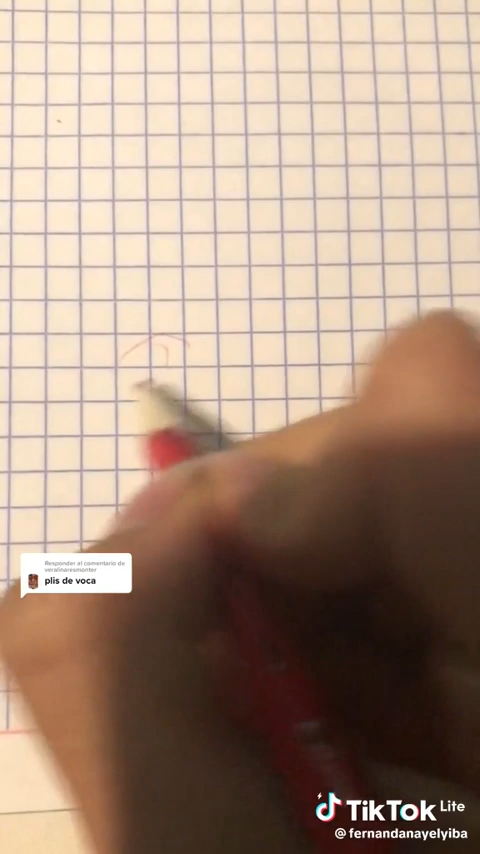 Responder al comentario de
veralinaresmonter
plis de voca
TikTok Lite
@fernandanayelyiba